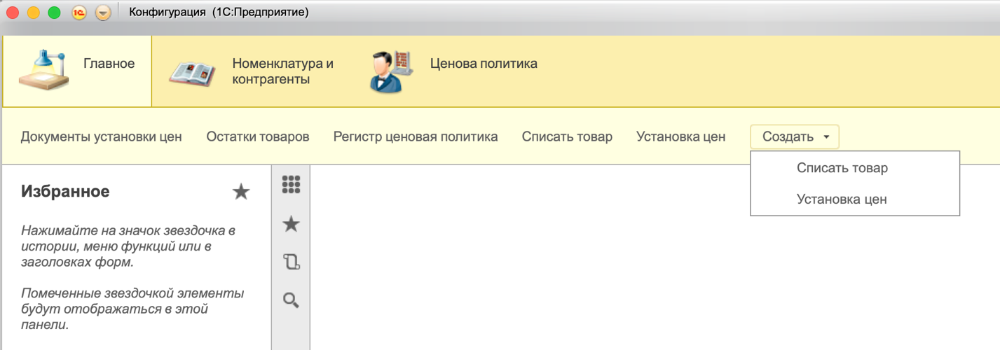 1С Конфигурация (1С:Предприятие)
Главное
Номенклатура и
контрагенты
Ценова политика
Документы установки цен Остатки товаров Регистр ценовая политика Списать товар Установка цен Создать
Списать товар
Установка цен
Избранное
Нажимайте на значок звездочка в
истории, меню функций или в
заголовках форм.
Помеченные звездочкой элементы
будут отображаться в этой
панели.